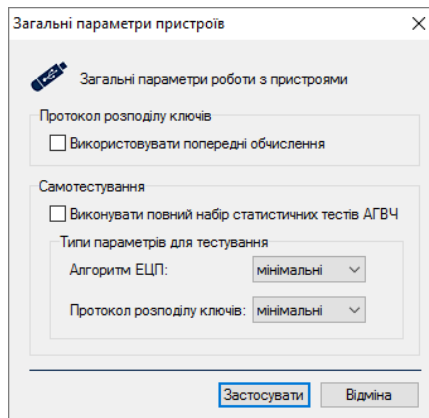 Загальні параметри пристроїв
Загальні параметри роботи з пристроями
Протокол розподілу ключів
Використовувати попередні обчислення
Самотестування
Виконувати повний набір статистичних тестів АГВЧ
Типи параметрів для тестування
Алгоритм ЕЦП: мінімальні
Протокол розподілу ключів: мінімальні
Застосувати Відміна